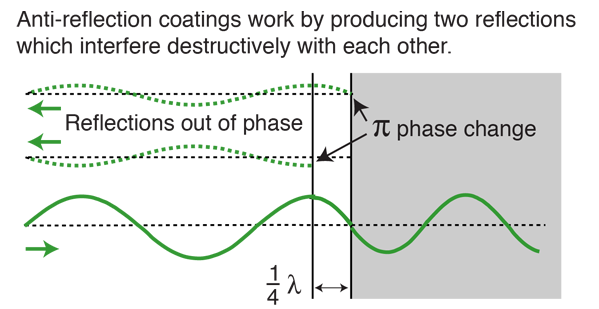 Anti-reflection coatings work by producing two reflections
which interfere destructively with each other.
Reflections out of phase
π phase change
1/4 λ